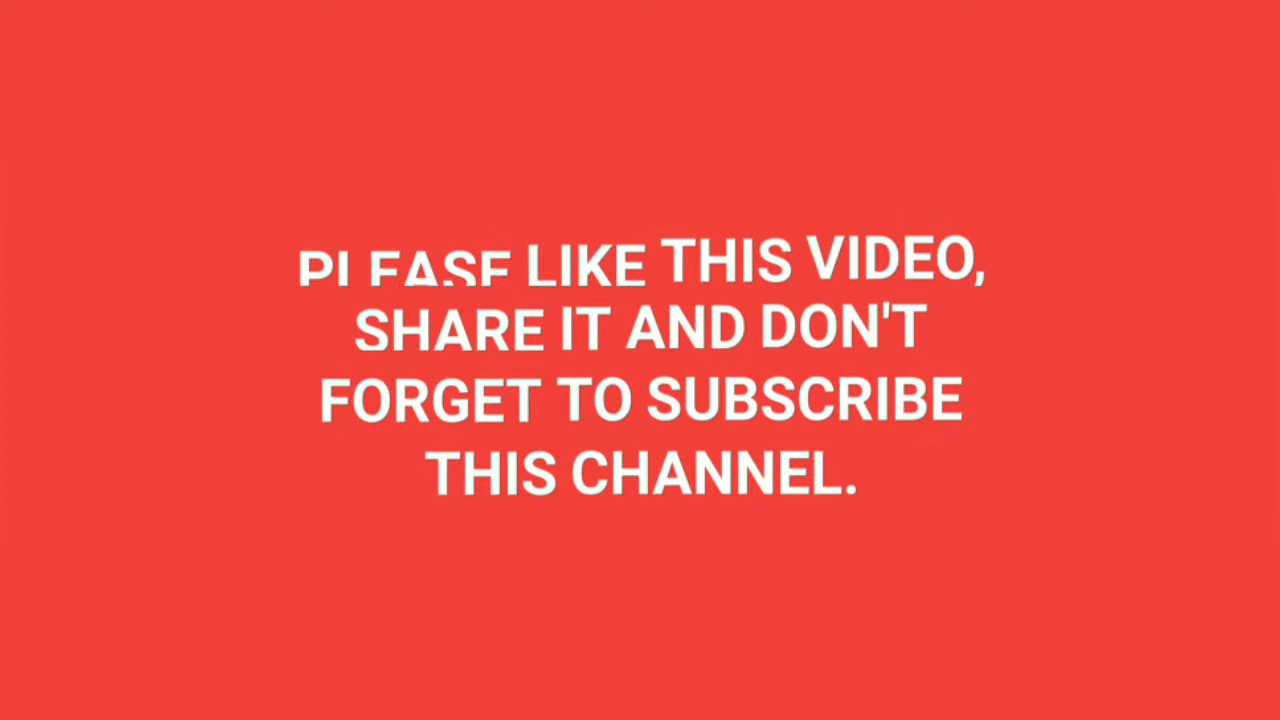 PLEASE LIKE THIS VIDEO,
SHARE IT AND DON'T
FORGET TO SUBSCRIBE
THIS CHANNEL.